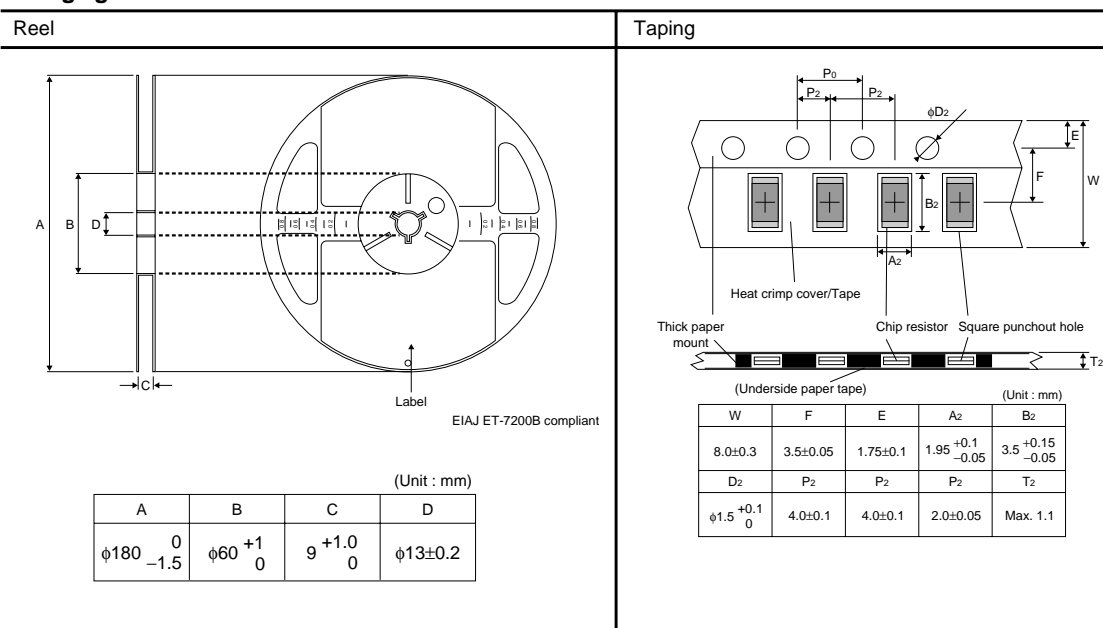 Reel
Taping
A
B
D
C
Label
EIAJ ET-7200B compliant
(Unit : mm)
A B C D
φ180 0 −1.5 φ60 +1 0 9 +1.0 0 φ13±0.2
P0
P2 P2
φD2
E
F
W
B2
A2
Heat crimp cover/Tape
Thick paper
mount
Chip resistor Square punchout hole
T2
(Underside paper tape)
(Unit : mm)
W F E A2 B2
8.0±0.3 3.5±0.05 1.75±0.1 1.95 +0.1 −0.05 3.5 +0.15 −0.05
D2 P2 P2 P2 T2
φ1.5 +0.1 0 4.0±0.1 4.0±0.1 2.0±0.05 Max. 1.1